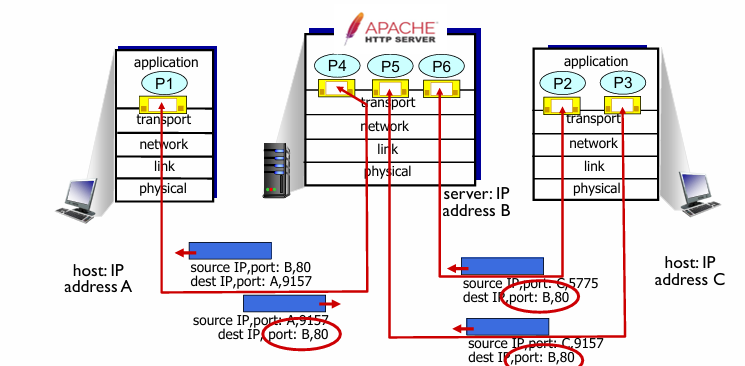 APACHE
HTTP SERVER
application
P1
transport
network
link
physical
P4
P5
P6
transport
network
link
physical
application
P2
P3
transport
network
link
physical
server: IP
address B
host: IP
address A
host: IP
address C
source IP,port: B,80
dest IP,port: A,9157
source IP,port: A,9157
dest IP, port: B,80
source IP,port: C,5775
dest IP,port: B,80
source IP,port: C,9157
dest IP,port: B,80